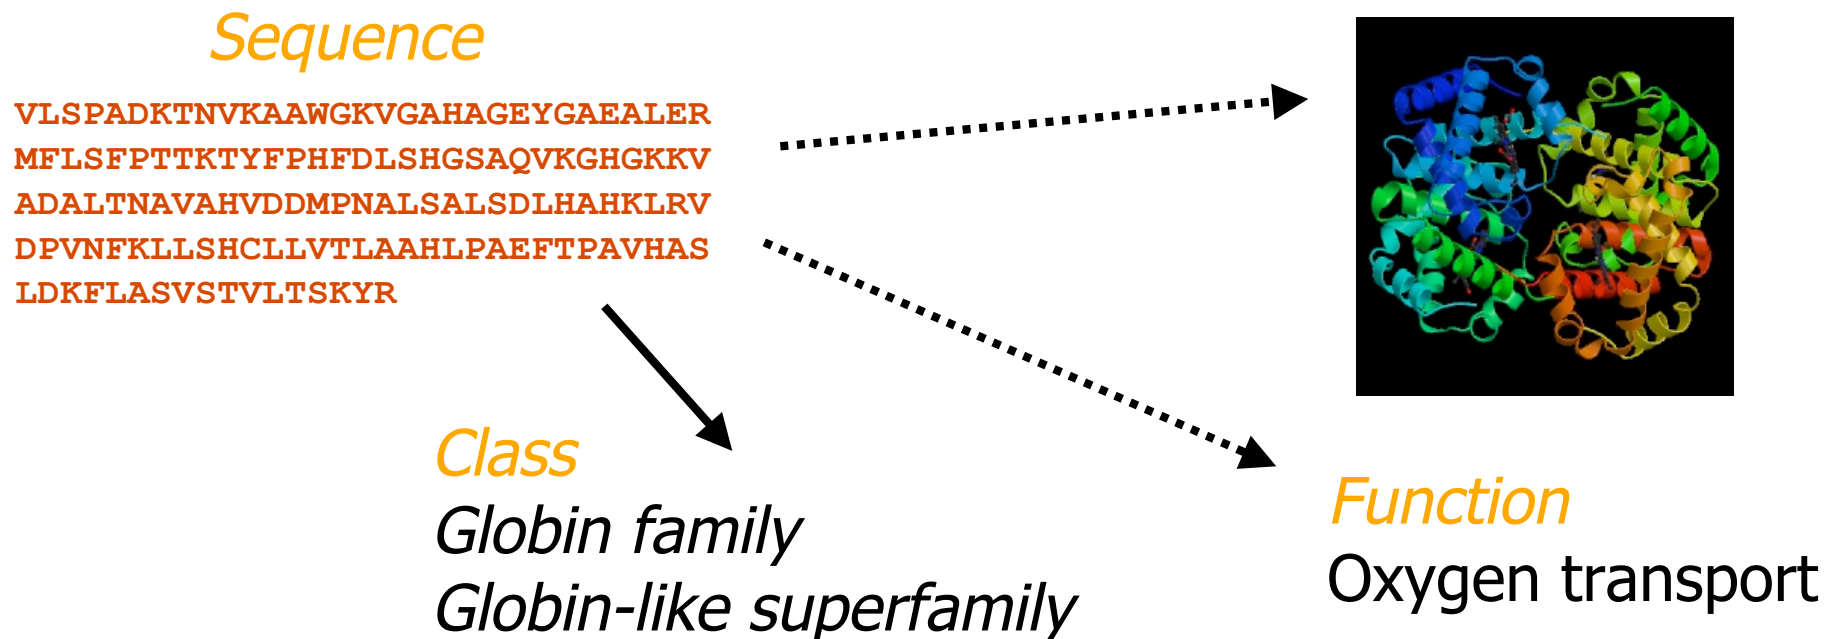 Sequence
VLSPADKTNVKAAWGKVGAHAGEYGAEALER
MFLSFPTTKTYFPHFDLSHGSAQVKGHGKKV
ADALTNAVAHVDDMPNALSALSDLHAHKLRV
DPVNFKLLSHCLLVTLAAHLPAEFTPAVHAS
LDKFLASVSTVLTSKYR
Class
Globin family
Globin-like superfamily
Function
Oxygen transport